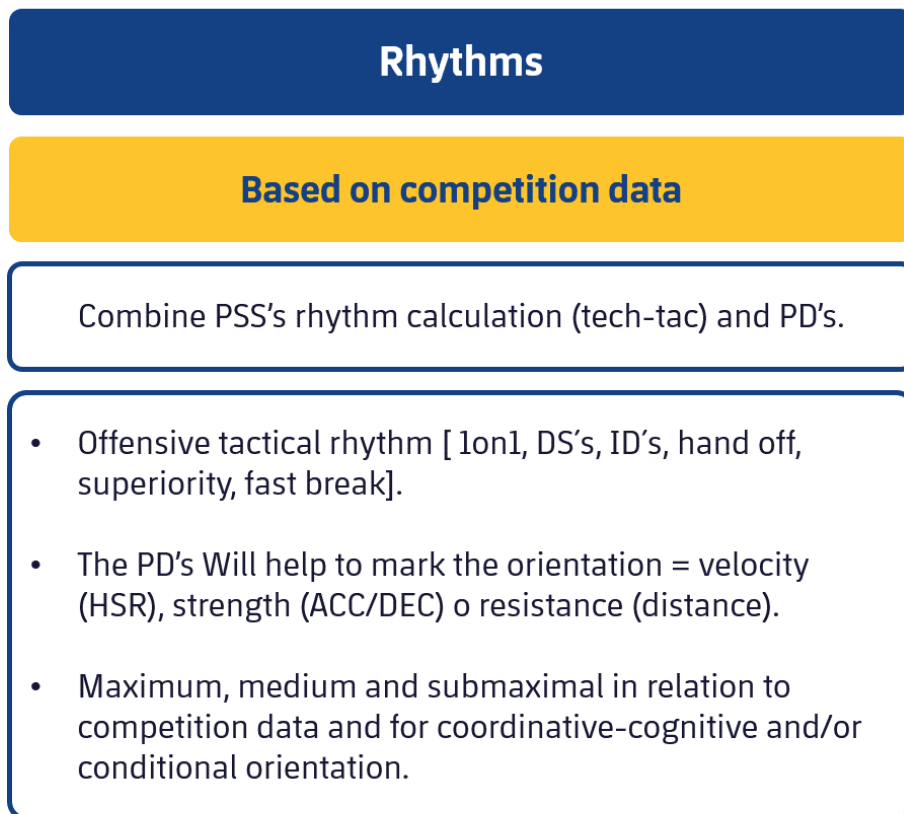 Rhythms
Based on competition data
Combine PSS's rhythm calculation (tech-tac) and PD's.
• Offensive tactical rhythm [ 1on1, DS´s, ID´s, hand off,
superiority, fast break].
• The PD's Will help to mark the orientation = velocity
(HSR), strength (ACC/DEC) o resistance (distance).
• Maximum, medium and submaximal in relation to
competition data and for coordinative-cognitive and/or
conditional orientation.